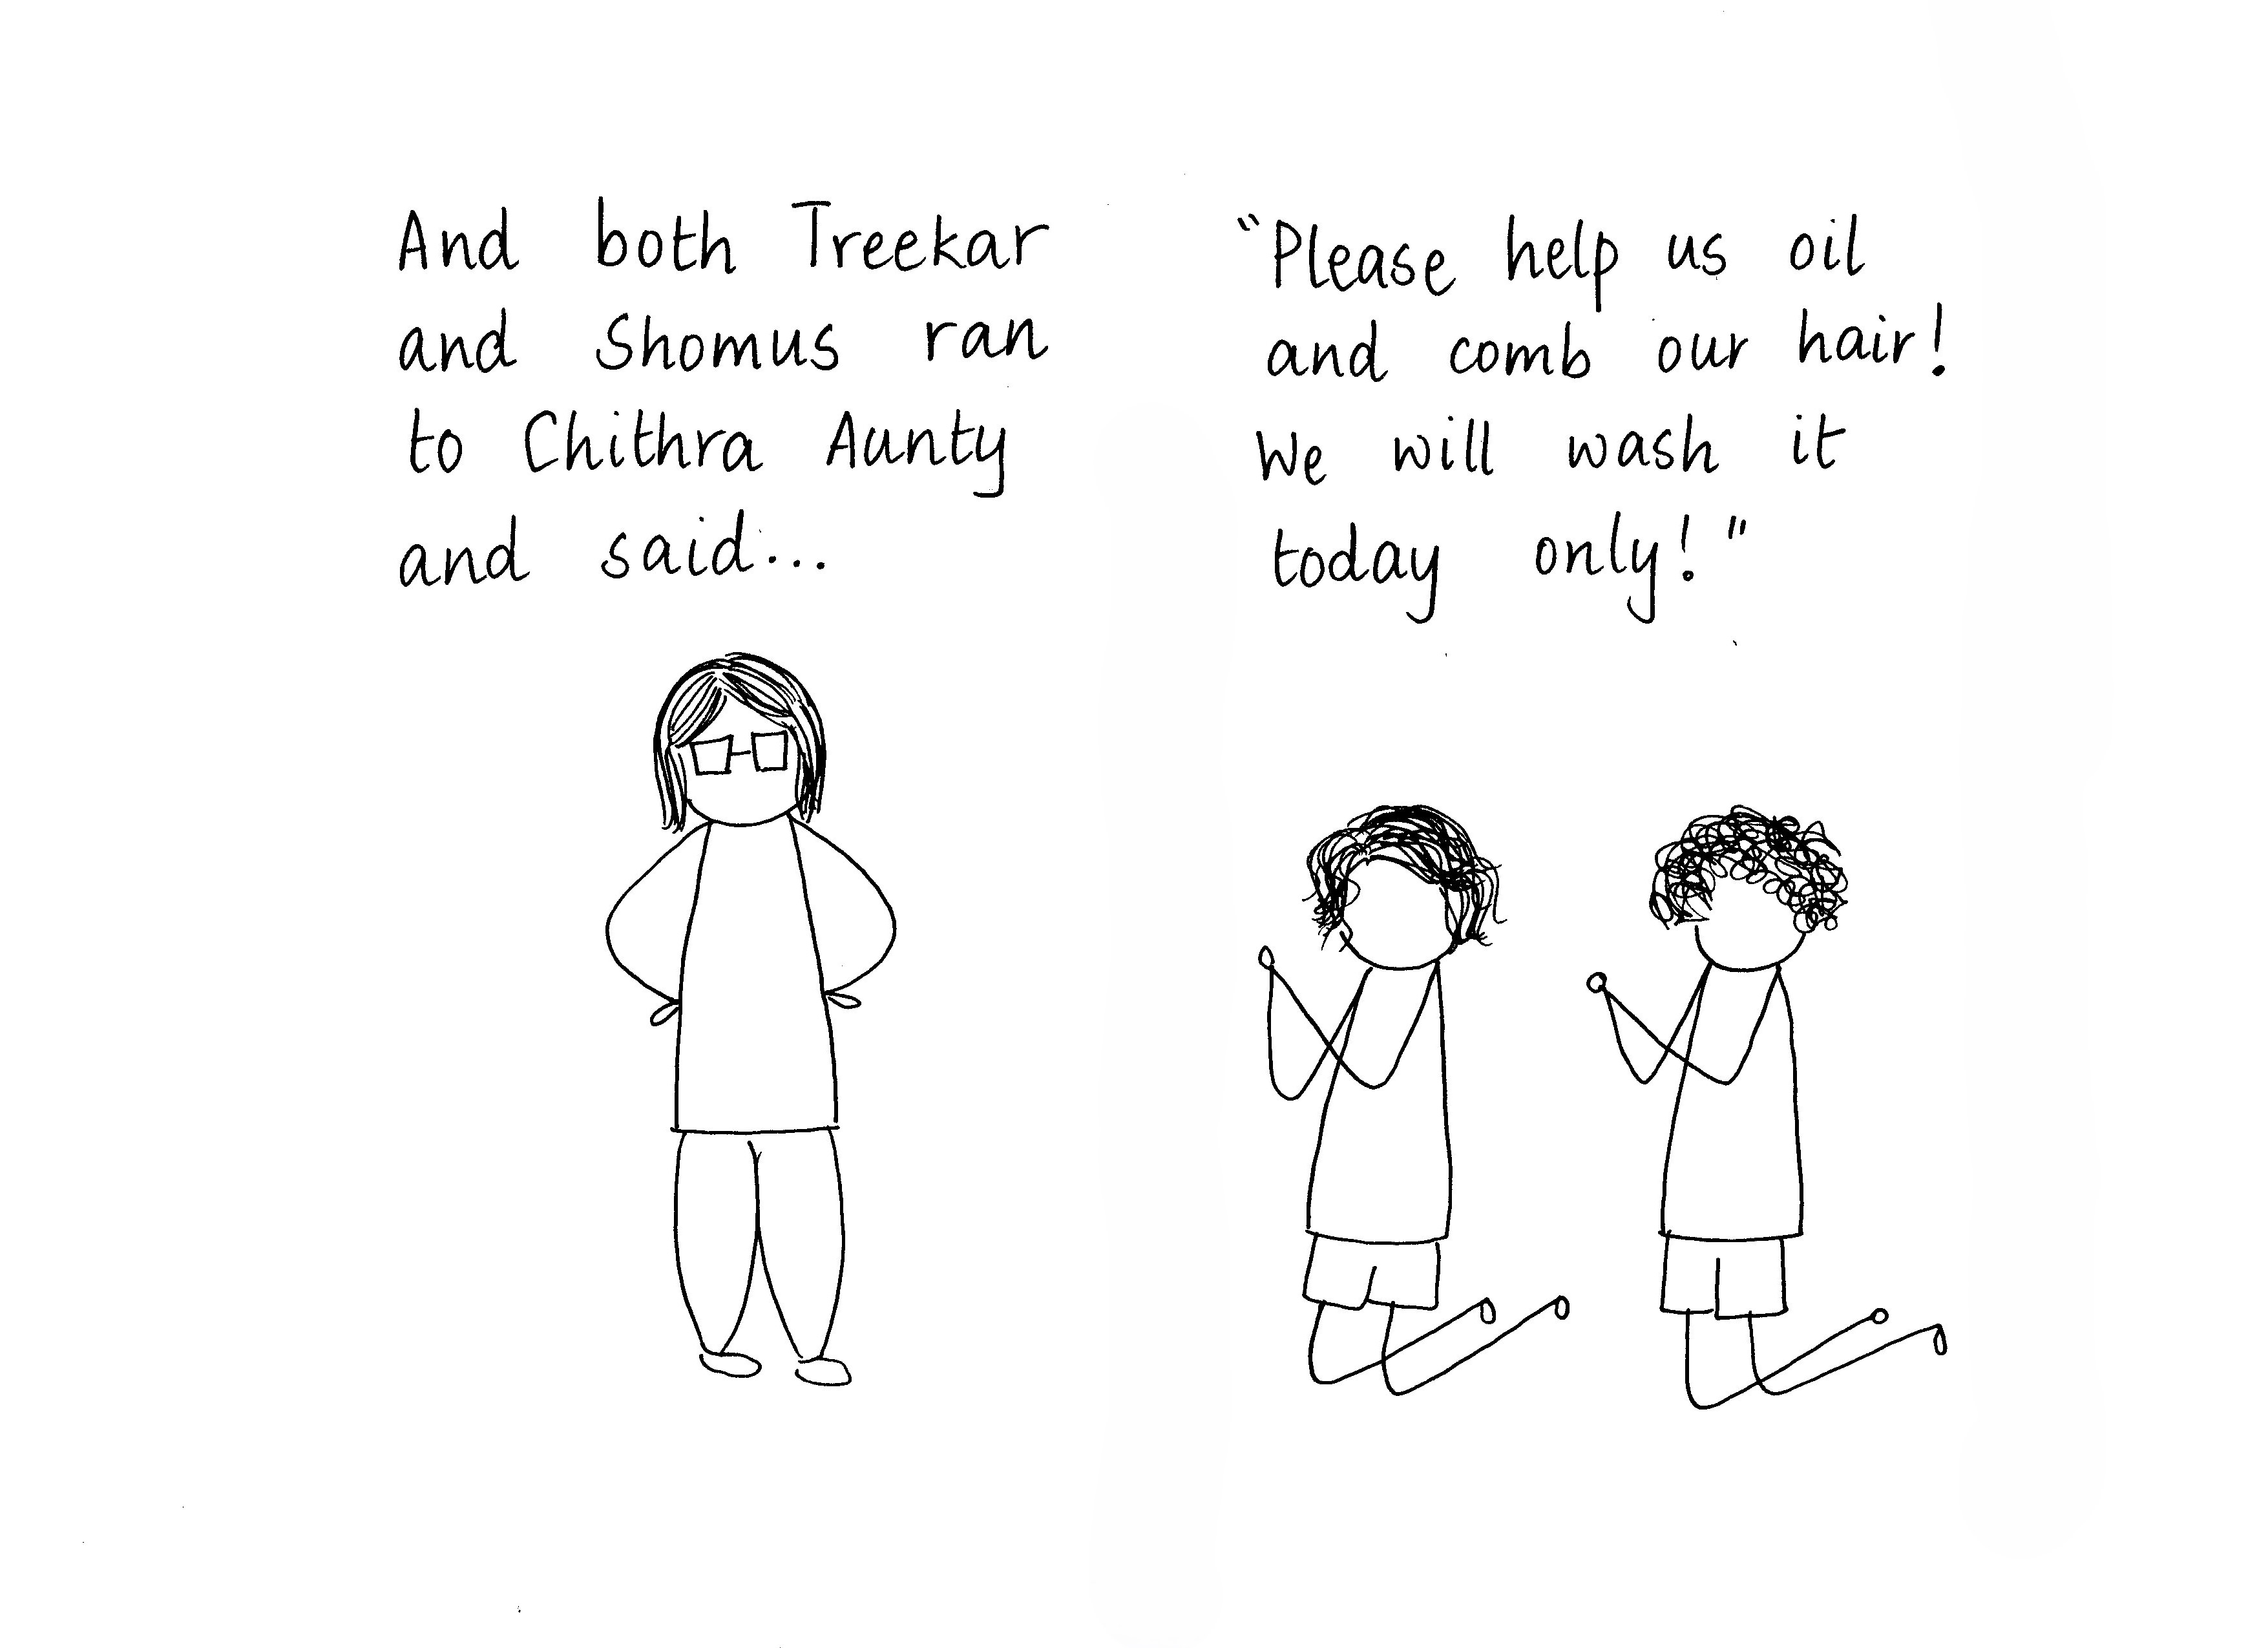 And both Treekar
and Shomus ran
to Chithra Aunty
and said...
"Please help us oil
and comb our hair!
We will wash it
today only!"